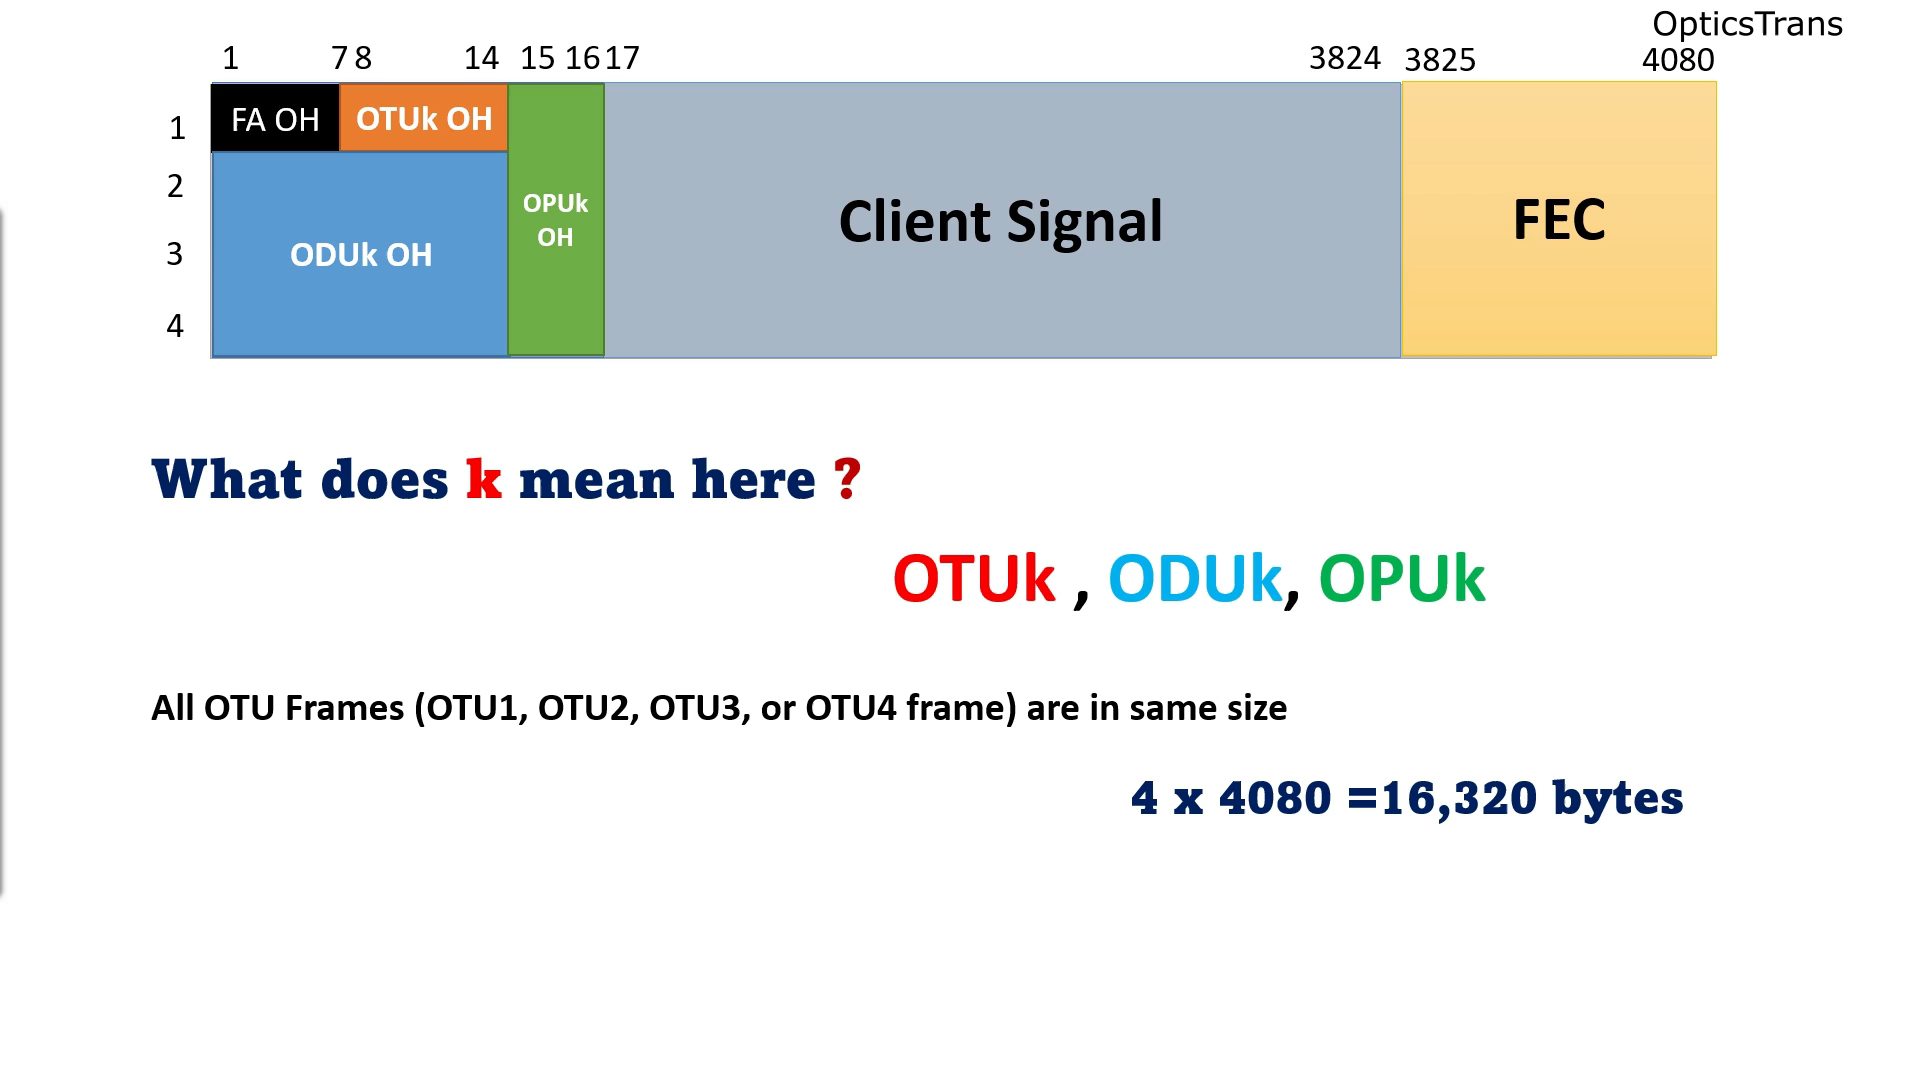 OpticsTrans
1 7 8 14 15 16 17 3824 3825 4080
1
2
3
4
FA OH
OTUk OH
ODUk OH
OPUk
OH
Client Signal
FEC
What does k mean here ?
OTUk , ODUk, OPUk
All OTU Frames (OTU1, OTU2, OTU3, or OTU4 frame) are in same size
4 x 4080 =16,320 bytes